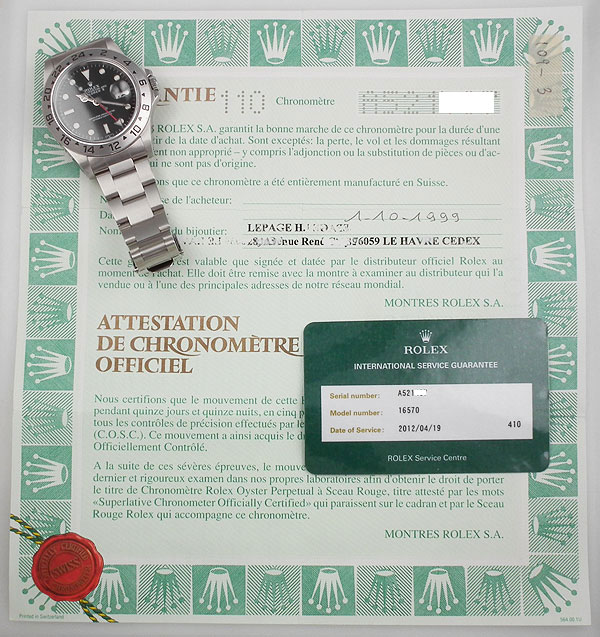 NTIE 110 Chronomètre
ROLEX S.A. garantit la bonne marche de ce chronomètre pour la durée d'une
tir de la date d'achat. Sont exceptés: la perte, le vol et les dommages résultant
ent non approprié – y compris l'adjonction ou la substitution de pièces ou d'ac-
ui ne sont pas d'origine.
ons que ce chronomètre a été entièrement manufacturé en Suisse.
se de l'acheteur:
1-10-1999
du bijoutier: LEPAGE H.
LE HAVRE CEDEX
Cette est valable que signée et datée par le distributeur officiel Rolex au
moment de l'achat. Elle doit être remise avec la montre à examiner au distributeur qui l'a
vendue ou à l'une des principales adresses de notre réseau mondial.
MONTRES ROLEX S.A.
ATTESTATION
DE CHRONOMÈTRE
OFFICIEL
ROLEX
INTERNATIONAL SERVICE GUARANTEE
Serial number: A521
Model number: 16570
Date of Service: 2012/04/19 410
ROLEX Service Centre
Nous certifions que le mouvement de cette
pendant quinze jours et quinze nuits, en cinq
tous les contrôles de précision effectués par le
(C.O.S.C). Ce mouvement a ainsi acquis le
Officiellement Contrôlé.
A la suite de ces sévères épreuves, le mouve
dernier et rigoureux examen dans nos propres laboratoires afin d'obtenir le droit de porter
le titre de Chronomètre Rolex Oyster Perpetual à Sceau Rouge, titre attesté par les mots
«Superlative Chronometer Officially Certified» qui paraissent sur le cadran et par le Sceau
Rouge Rolex qui accompagne ce chronomètre.
MONTRES ROLEX S.A.
Printed in Switzerland